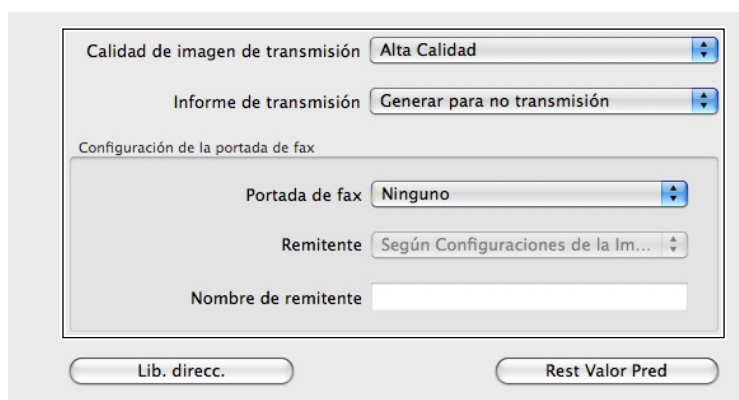 Calidad de imagen de transmisión Alta Calidad
Informe de transmisión Generar para no transmisión
Configuración de la portada de fax
Portada de fax Ninguno
Remitente Según Configuraciones de la Im...
Nombre de remitente
Lib. direcc. Rest Valor Pred